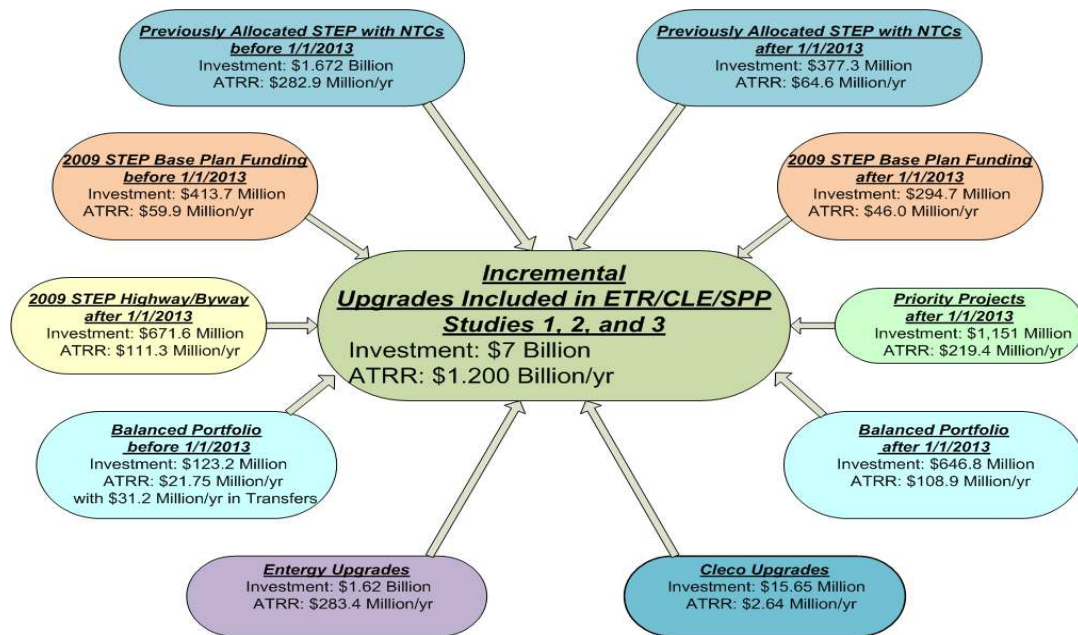 Previously Allocated STEP with NTCs
before 1/1/2013
Investment: $1.672 Billion
ATRR: $282.9 Million/yr
Previously Allocated STEP with NTCs
after 1/1/2013
Investment: $377.3 Million
ATRR: $64.6 Million/yr
2009 STEP Base Plan Funding
before 1/1/2013
Investment: $413.7 Million
ATRR: $59.9 Million/yr
2009 STEP Base Plan Funding
after 1/1/2013
Investment: $294.7 Million
ATRR: $46.0 Million/yr
Incremental
Upgrades Included in ETR/CLE/SPP
Studies 1, 2, and 3
Investment: $7 Billion
ATRR: $1.200 Billion/yr
2009 STEP Highway/Byway
after 1/1/2013
Investment: $671.6 Million
ATRR: $111.3 Million/yr
Priority Projects
after 1/1/2013
Investment: $1,151 Million
ATRR: $219.4 Million/yr
Balanced Portfolio
before 1/1/2013
Investment: $123.2 Million
ATRR: $21.75 Million/yr
with $31.2 Million/yr in Transfers
Balanced Portfolio
after 1/1/2013
Investment: $646.8 Million
ATRR: $108.9 Million/yr
Entergy Upgrades
Investment: $1.62 Billion
ATRR: $283.4 Million/yr
Cleco Upgrades
Investment: $15.65 Million
ATRR: $2.64 Million/yr